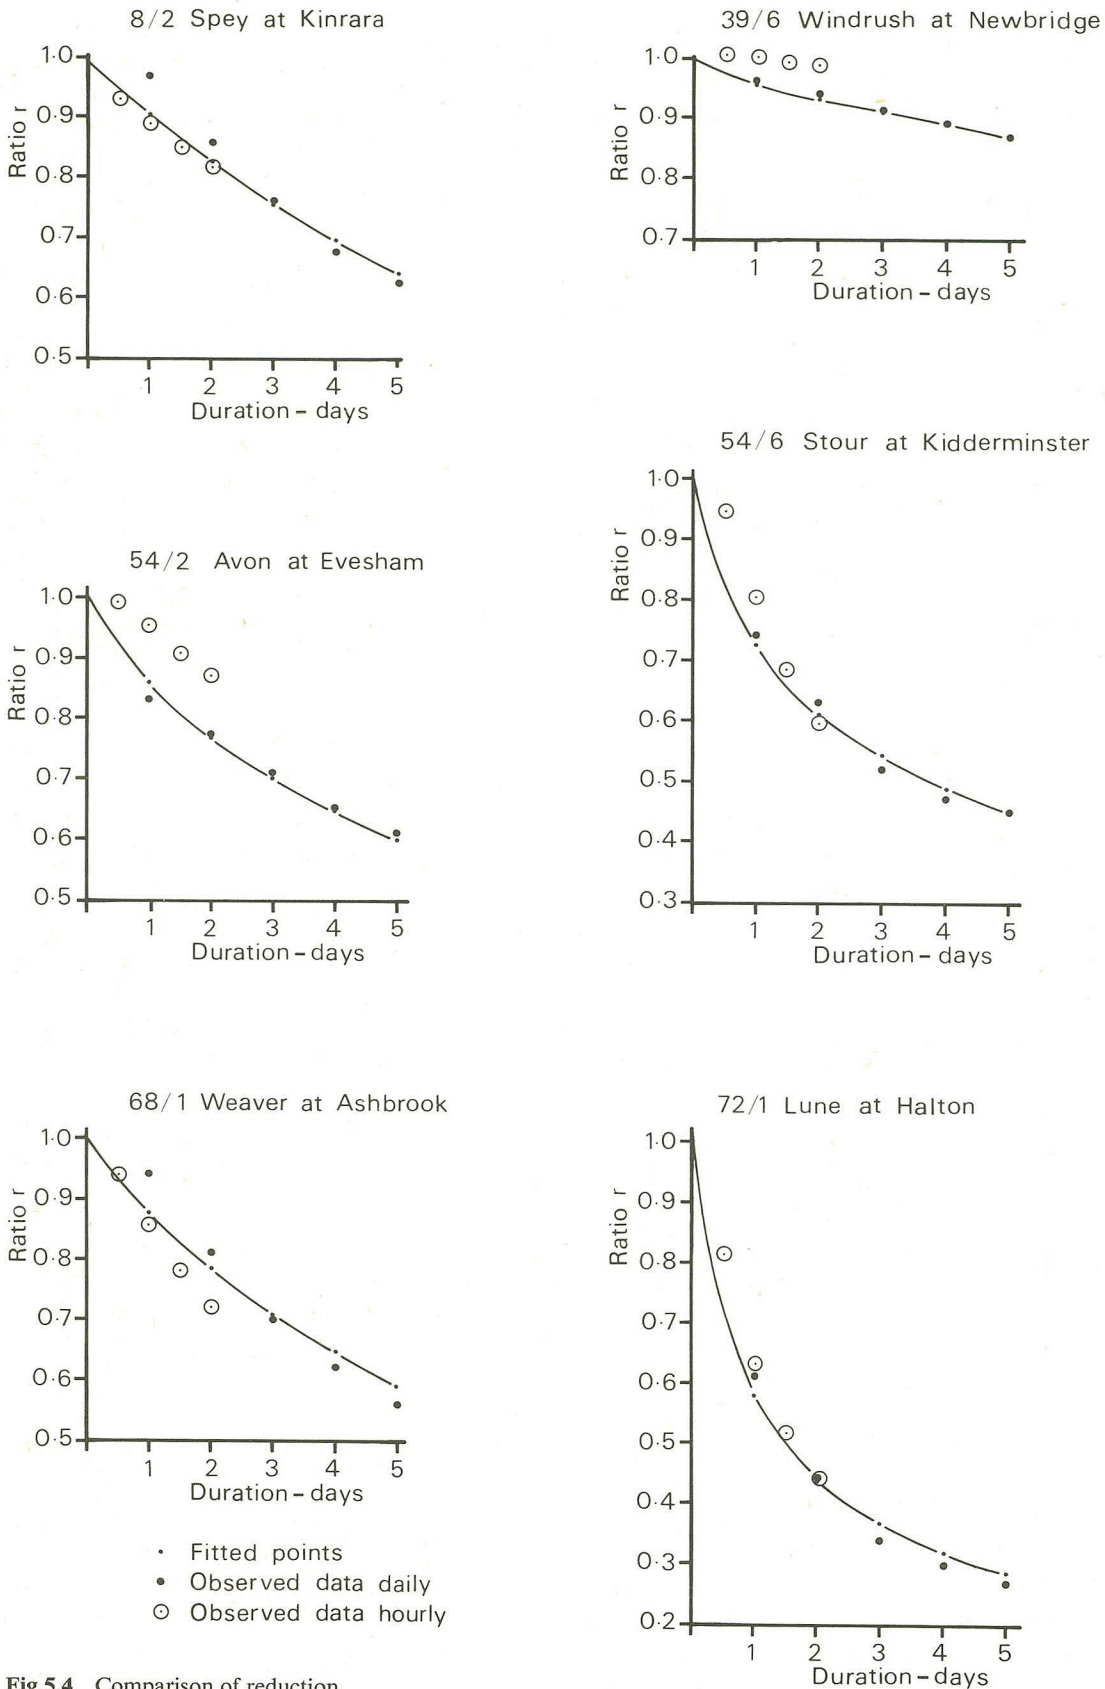 8/2 Spey at Kinrara
1·0
0·9
0·8
0·7
0·6
0·5
Ratio r
1 2 3 4 5
Duration – days
39/6 Windrush at Newbridge
1·0
0·9
0·8
0·7
Ratio r
1 2 3 4 5
Duration – days
54/2 Avon at Evesham
1·0
0·9
0·8
0·7
0·6
0·5
Ratio r
1 2 3 4 5
Duration – days
54/6 Stour at Kidderminster
1·0
0·9
0·8
0·7
0·6
0·5
0·4
0·3
Ratio r
1 2 3 4 5
Duration – days
68/1 Weaver at Ashbrook
1·0
0·9
0·8
0·7
0·6
0·5
Ratio r
1 2 3 4 5
Duration – days
72/1 Lune at Halton
1·0
0·9
0·8
0·7
0·6
0·5
0·4
0·3
0·2
Ratio r
1 2 3 4 5
Duration – days
Fitted points
Observed data daily
Observed data hourly
Fig 5.4 Comparison of reduction